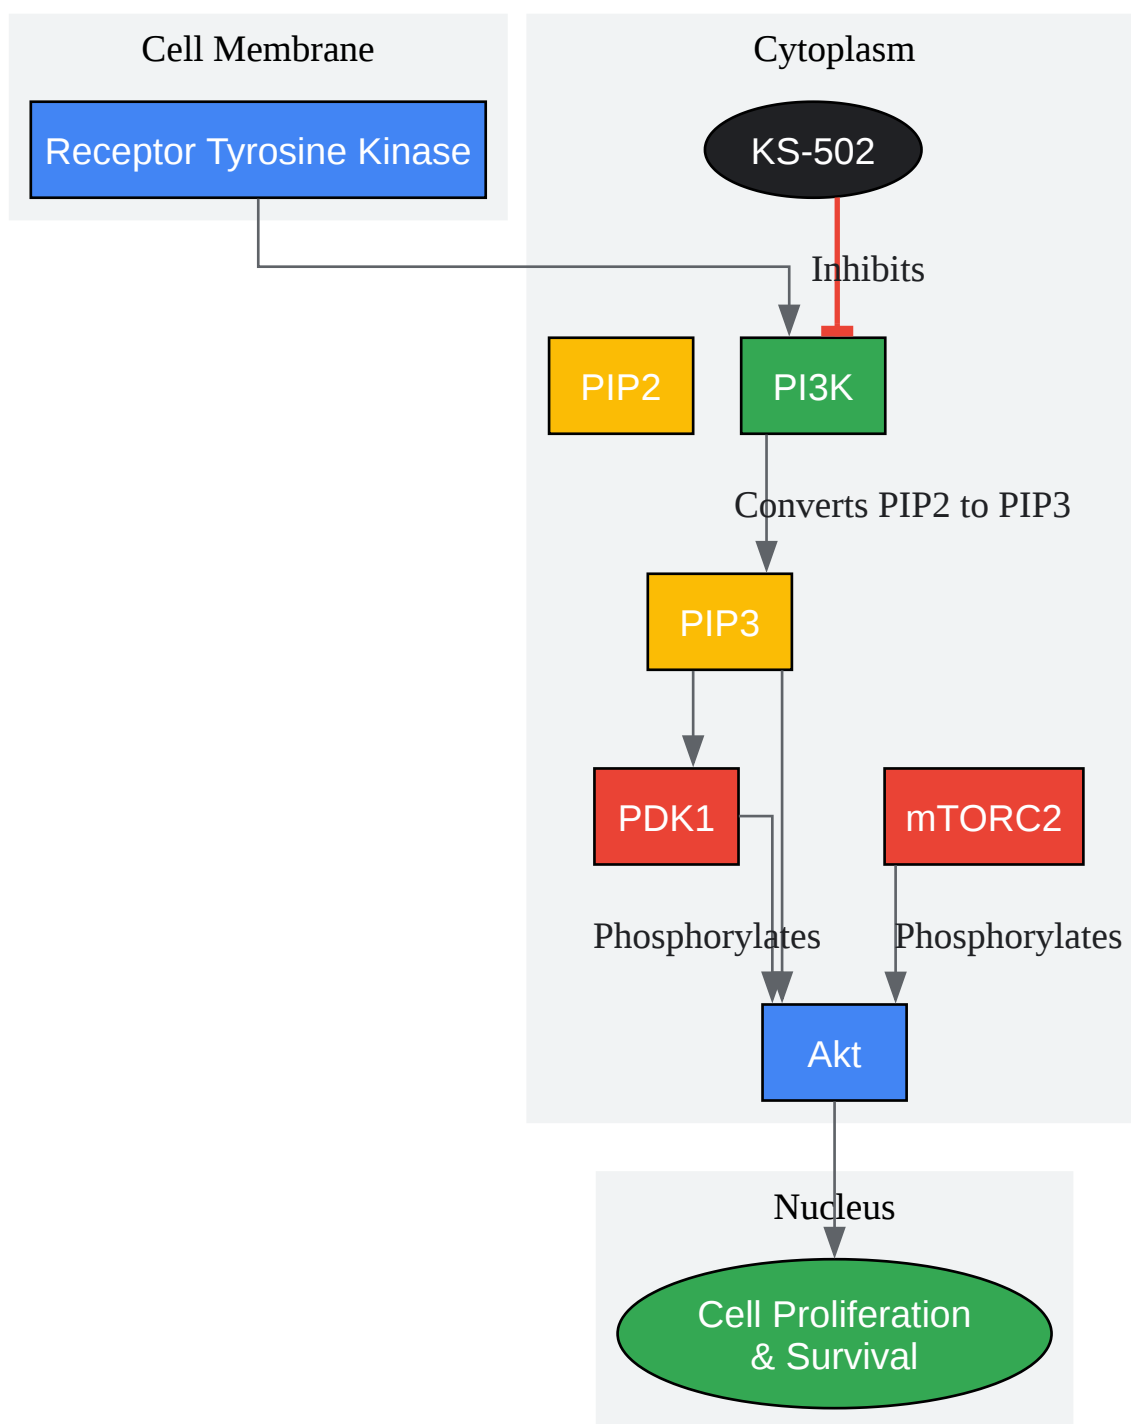 Cell Membrane
Cytoplasm
Receptor Tyrosine Kinase
KS-502
Inhibits
PIP2
PI3K
Converts PIP2 to PIP3
PIP3
PDK1
mTORC2
Phosphorylates
Phosphorylates
Akt
Nucleus
Cell Proliferation
& Survival